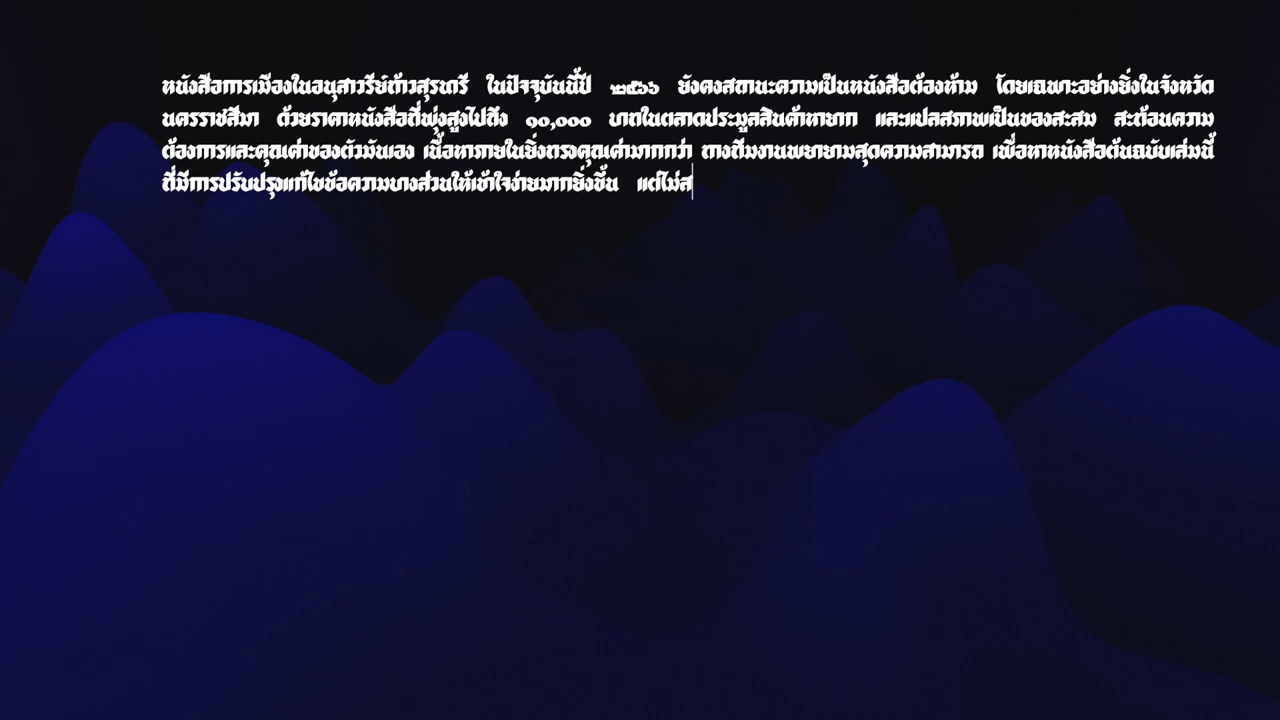 หนังสือการเมืองในอนุสาวรีย์ท้าวสุรนารี ในปัจจุบันนี้ปี ๒๕๖๖ ยังคงสถานะความเป็นหนังสือต้องห้าม โดยเฉพาะอย่างยิ่งในจังหวัด
นครราชสีมา ด้วยราคาหนังสือที่พุ่งสูงไปถึง ๑๐,๐๐๐ บาทในตลาดประมูลสินค้าหายาก และแปลสภาพเป็นของสะสม สะท้อนความ
ต้องการและคุณค่าของตัวมันเอง เนื้อหาภายในยิ่งทรงคุณค่ามากกว่า ทางทีมงานพยายามสุดความสามารถ เพื่อหาหนังสือต้นฉบับเล่มนี้
ที่มีการปรับปรุงแก้ไขข้อความบางส่วนให้เข้าใจง่ายมากยิ่งขึ้น แต่ไม่ส